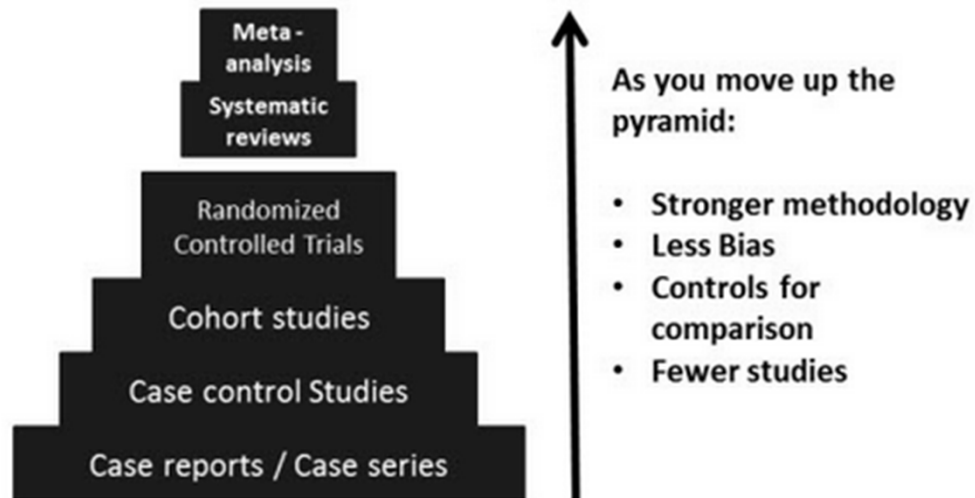 Meta -
analysis
Systematic
reviews
Randomized
Controlled Trials
Cohort studies
Case control Studies
Case reports / Case series
As you move up the
pyramid:
• Stronger methodology
• Less Bias
• Controls for
comparison
• Fewer studies